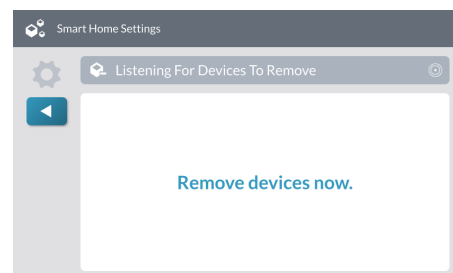 Smart Home Settings
Listening For Devices To Remove
Remove devices now.